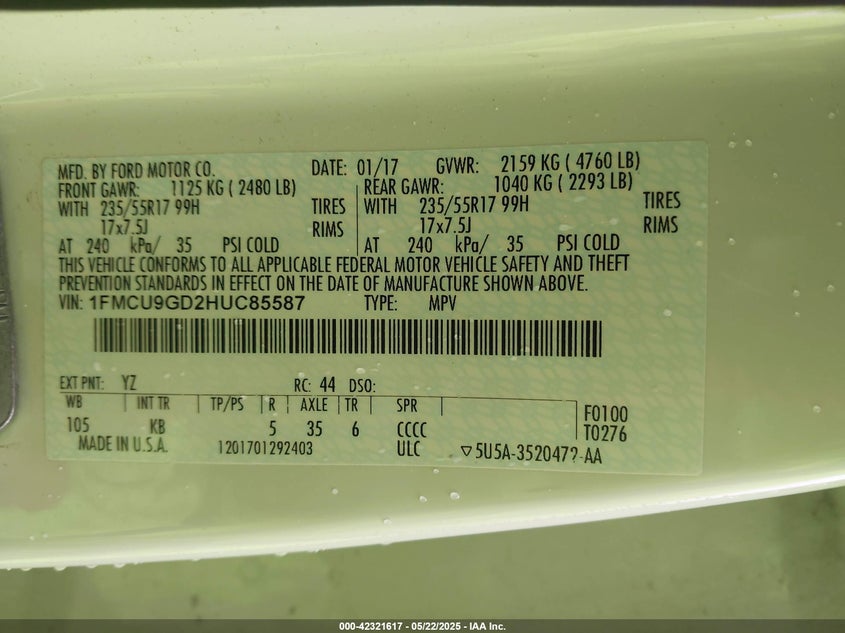 MFD. BY FORD MOTOR CO. DATE: 01/17 GVWR: 2159 KG ( 4760 LB)
FRONT GAWR: 1125 KG ( 2480 LB) REAR GAWR: 1040 KG ( 2293 LB)
WITH 235/55R17 99H TIRES WITH 235/55R17 99H TIRES
17x7.5J RIMS 17x7.5J RIMS
AT 240 kPa/ 35 PSI COLD AT 240 kPa/ 35 PSI COLD
THIS VEHICLE CONFORMS TO ALL APPLICABLE FEDERAL MOTOR VEHICLE SAFETY AND THEFT
PREVENTION STANDARDS IN EFFECT ON THE DATE OF MANUFACTURE SHOWN ABOVE.
VIN: 1FMCU9GD2HUC85587 TYPE: MPV
EXT PNT: YZ RC: 44 DSO:
WB INT TR TP/PS R AXLE TR SPR F0100
105 KB 5 35 6 CCCC T0276
MADE IN U.S.A. 1201701292403 ULC
000-42321617 - 05/22/2025 - IAA Inc.